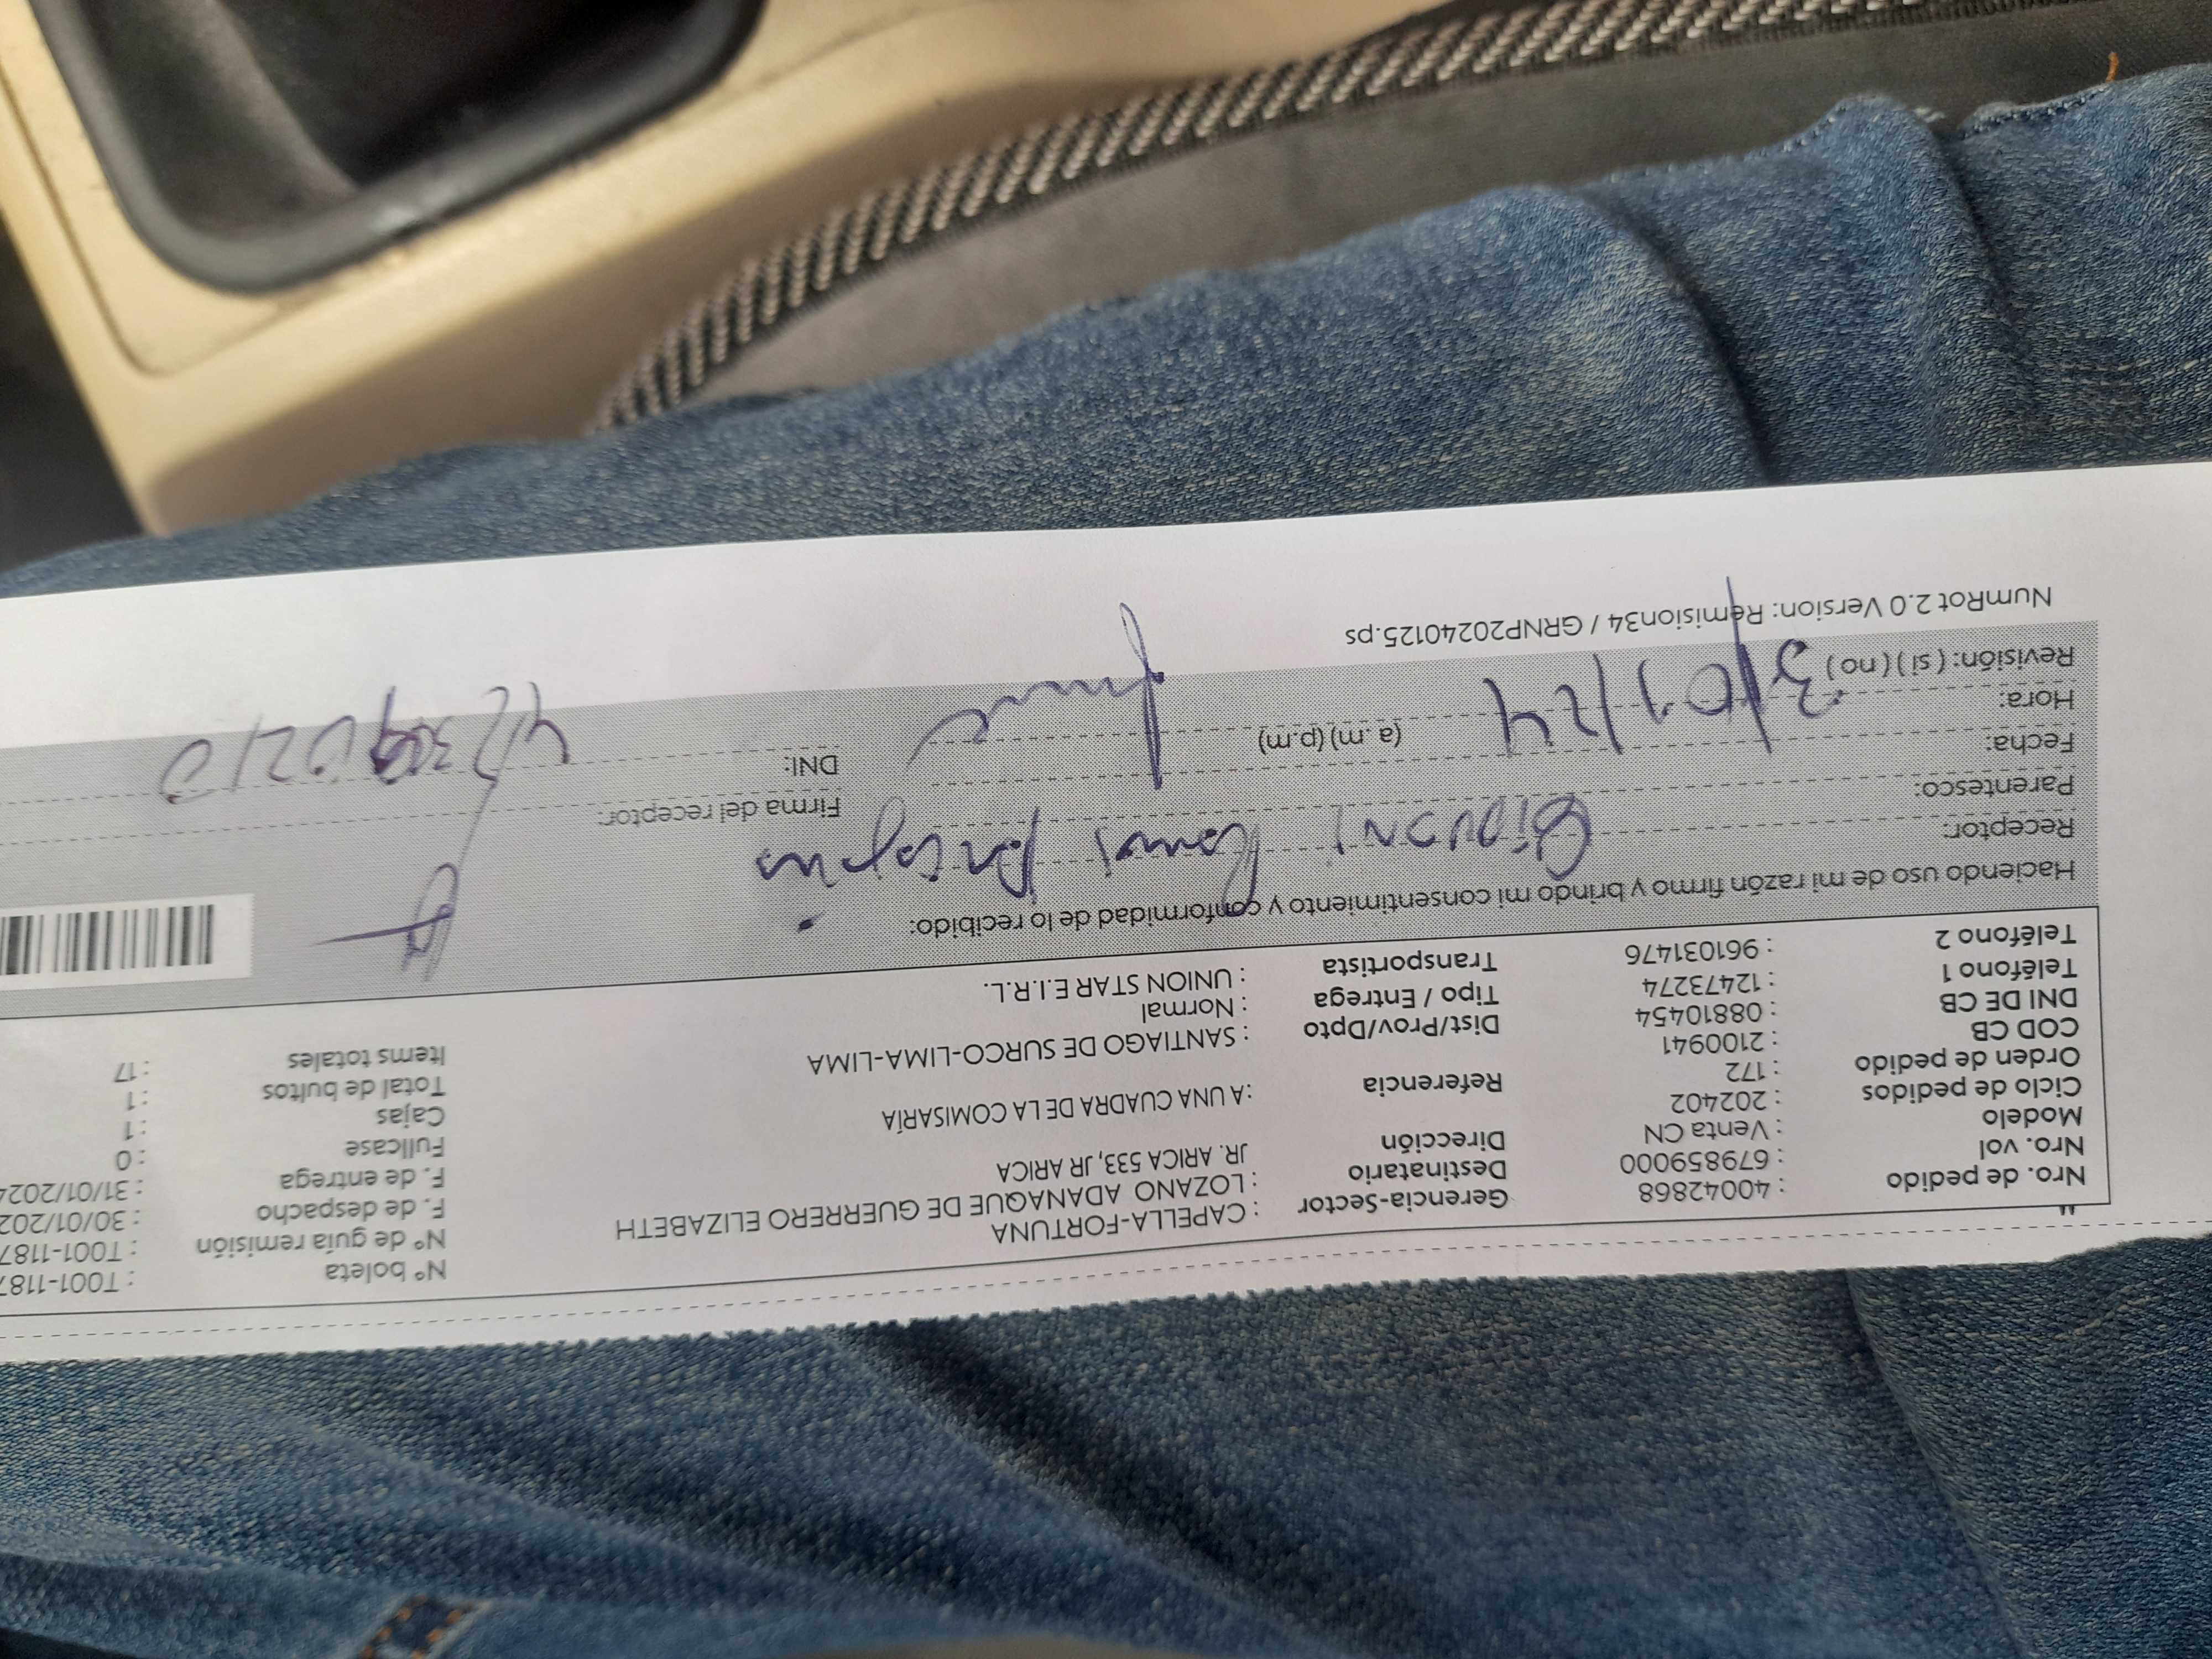 Nro. de pedido : 40042868 Gerencia-Sector : CAPELLA-FORTUNA Nº boleta : T001-1187
Nro. vol : 679859000 Destinatario : LOZANO ADANAQUE DE GUERRERO ELIZABETH Nº de guía remisión : T001-1187
Modelo : Venta CN Dirección JR. ARICA 533, JR ARICA F. de despacho : 30/01/202
Ciclo de pedidos : 202402 F. de entrega : 31/01/2024
Orden de pedido : 172 Referencia : A UNA CUADRA DE LA COMISARÍA Fullcase : 0
COD CB : 2100941 Cajas : 1
DNI DE CB : 08810454 Dist/Prov/Dpto : SANTIAGO DE SURCO-LIMA-LIMA Total de bultos : 1
Teléfono 1 : 12473274 Tipo / Entrega : Normal Items totales : 17
Teléfono 2 : 961031476 Transportista : UNION STAR E.I.R.L.
Haciendo uso de mi razón firmo y brindo mi consentimiento y conformidad de lo recibido:
Receptor: Ramos
Parentesco: Firma del receptor:
Fecha: /01/24 DNI:
Hora: (a. m) (p.m)
Revisión: ( si ) ( no )
NumRot 2.0 Version: Remision34 / GRNP20240125.ps